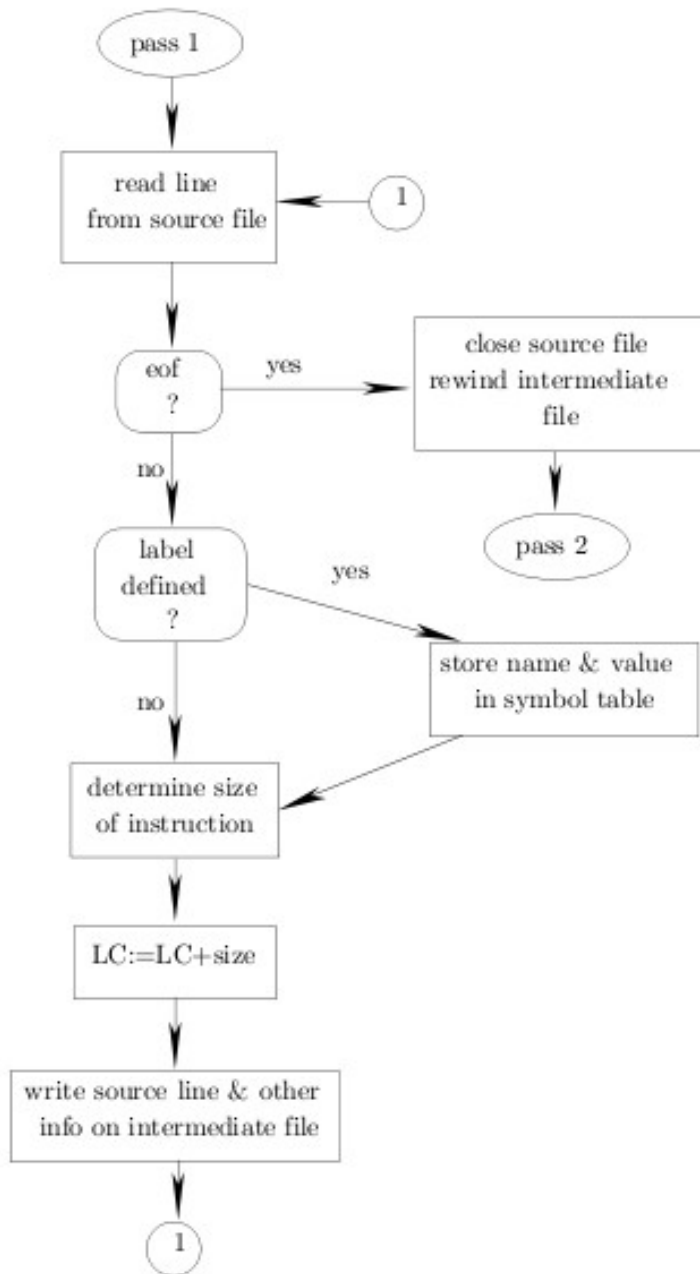 pass 1
read line
from source file
1
eof
?
yes
close source file
rewind intermediate
file
no
pass 2
label
defined
?
yes
store name & value
in symbol table
no
determine size
of instruction
LC:=LC+size
write source line & other
info on intermediate file
1